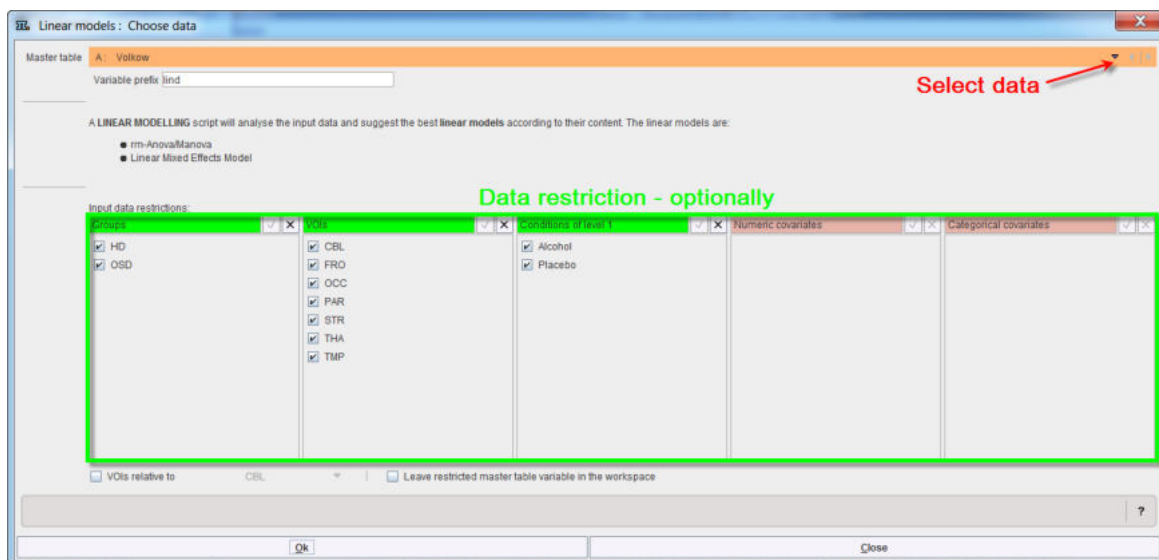 Linear models : Choose data
Master table A : Volkow
Select data
Variable prefix lind
A LINEAR MODELLING script will analyse the input data and suggest the best linear models according to their content. The linear models are:
rm-Anova/Manova
Linear Mixed Effects Model
Data restriction - optionally
Input data restrictions:
Groups VOIs Conditions of level 1 Numeric covariates Categorical covariates
HD CBL Alcohol
OSD FRO Placebo
OCC
PAR
STR
THA
TMP
VOIs relative to CBL Leave restricted master table variable in the workspace
?
Ok Close